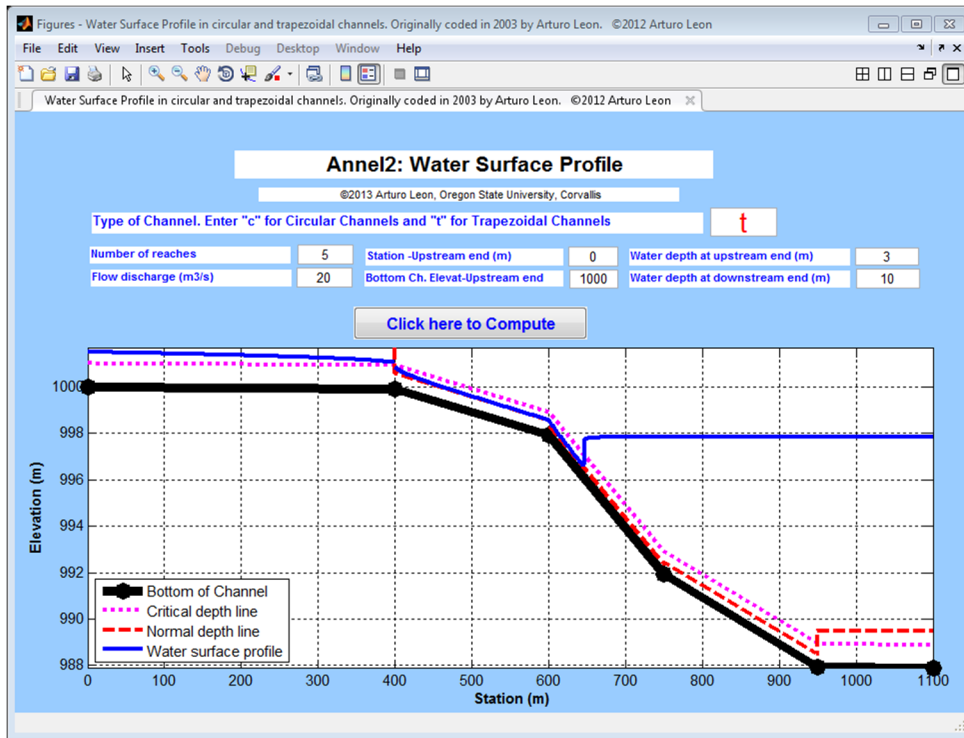 Figures - Water Surface Profile in circular and trapezoidal channels. Originally coded in 2003 by Arturo Leon. ©2012 Arturo Leon
File Edit View Insert Tools Debug Desktop Window Help
Water Surface Profile in circular and trapezoidal channels. Originally coded in 2003 by Arturo Leon. ©2012 Arturo Leon
Annel2: Water Surface Profile
©2013 Arturo Leon, Oregon State University, Corvallis
Type of Channel. Enter "c" for Circular Channels and "t" for Trapezoidal Channels t
Number of reaches 5 Station -Upstream end (m) 0 Water depth at upstream end (m) 3
Flow discharge (m3/s) 20 Bottom Ch. Elevat-Upstream end 1000 Water depth at downstream end (m) 10
Click here to Compute
1000
998
996
994
992
990
988
Elevation (m)
Bottom of Channel
Critical depth line
Normal depth line
Water surface profile
0 100 200 300 400 500 600 700 800 900 1000 1100
Station (m)